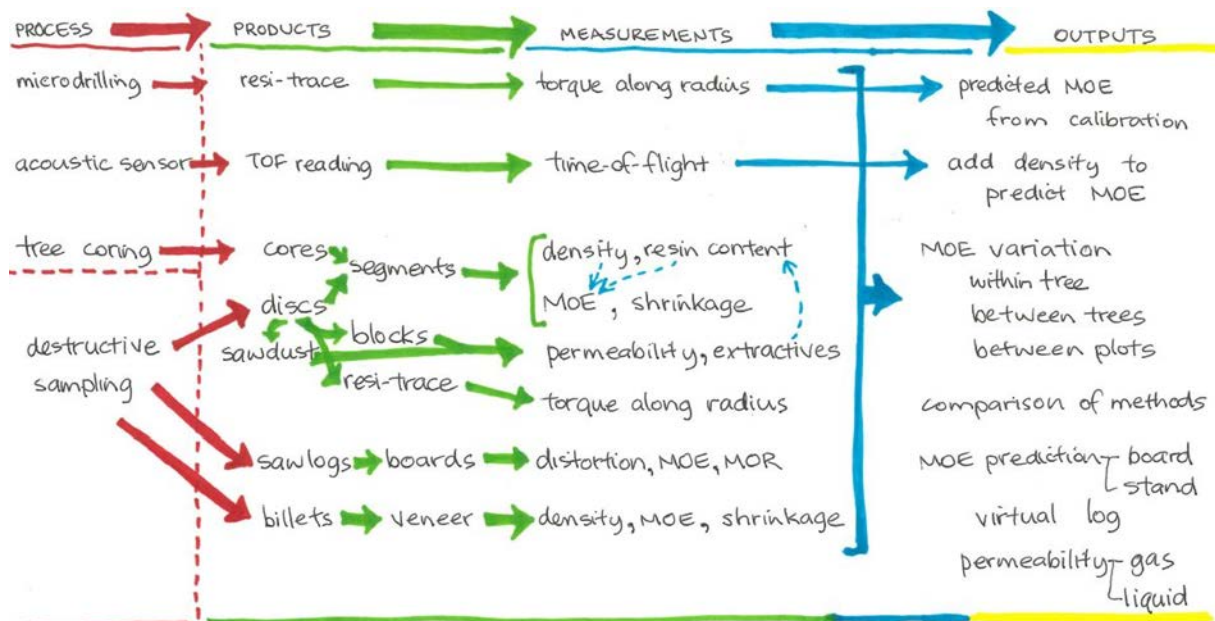 PROCESS PRODUCTS MEASUREMENTS OUTPUTS
microdrilling resi-trace torque along radius predicted MOE
from calibration
acoustic sensor TOF reading time-of-flight add density to
predict MOE
tree coring cores segments density, resin content MOE variation
within tree
discs MOE, shrinkage
between trees
destructive sawdust blocks permeability, extractives between plots
sampling resi-trace torque along radius comparison of methods
sawlogs boards distortion, MOE, MOR MOE prediction board
stand
billets veneer density, MOE, shrinkage virtual log
permeability gas
liquid